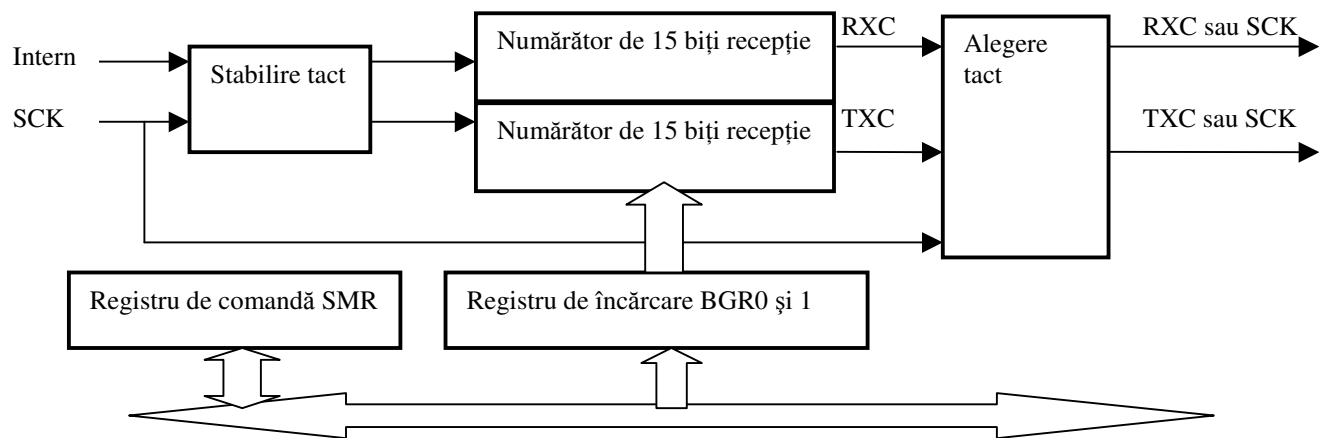 Intern
SCK
Stabilire tact
Numărător de 15 biți recepție
Numărător de 15 biți recepție
RXC
TXC
Alegere
tact
RXC sau SCK
TXC sau SCK
Registru de comandă SMR
Registru de încărcare BGR0 şi 1